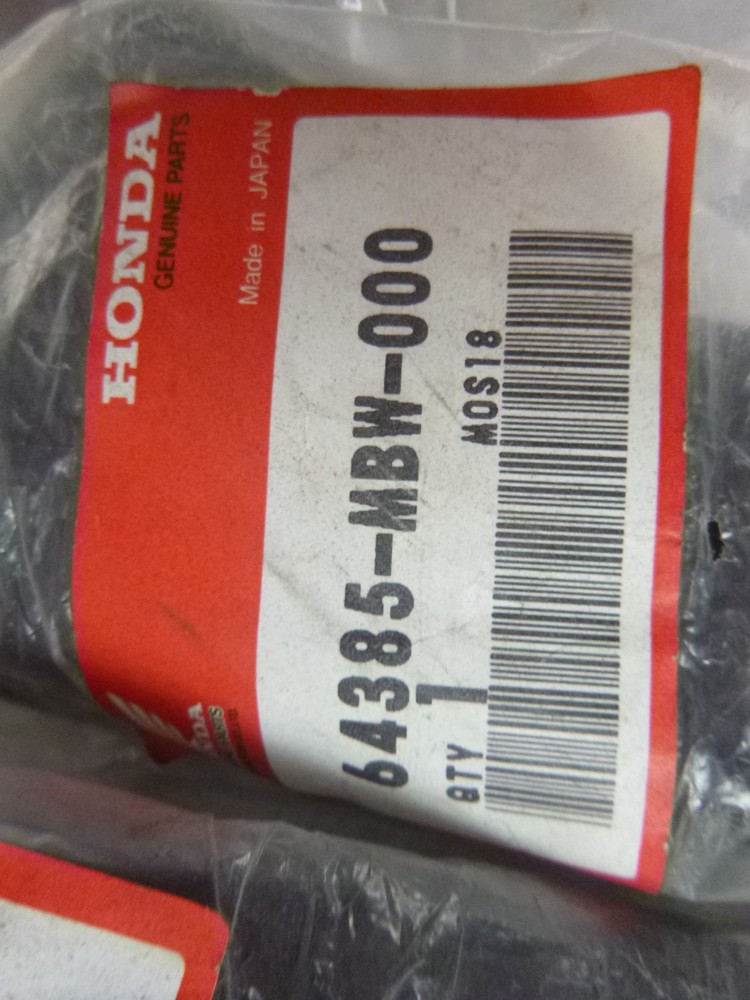 HONDA
GENUINE PARTS
Made in JAPAN
64385-MBW-000
QTY 1 MOS18